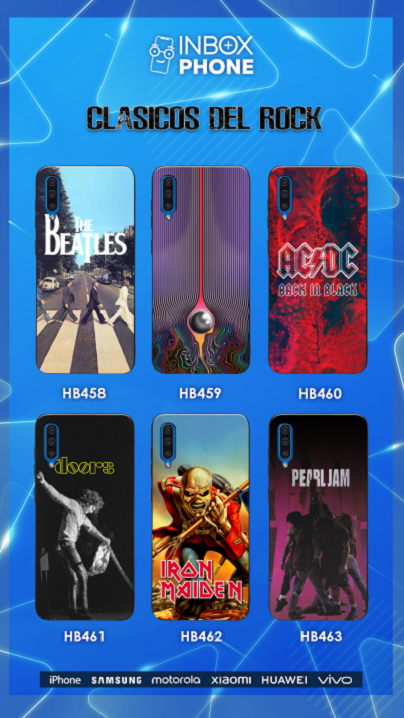 INBOX
PHONE
CLASICOS DEL ROCK
THE
BEATLES
AC/DC
BACK IN BLACK
HB458 HB459 HB460
doors
IRON
MAIDEN
PEARL JAM
HB461 HB462 HB463
iPhone SAMSUNG motorola XIAOMI HUAWEI vivo